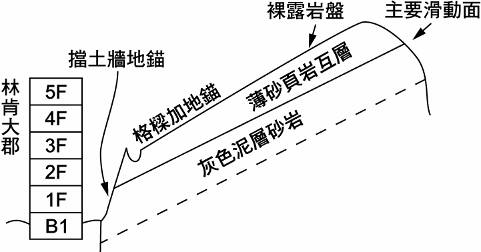 裸露岩盤
主要滑動面
擋土牆地錨
格樑加地錨
薄砂頁岩互層
灰色泥層砂岩
林肯大郡
5F
4F
3F
2F
1F
B1